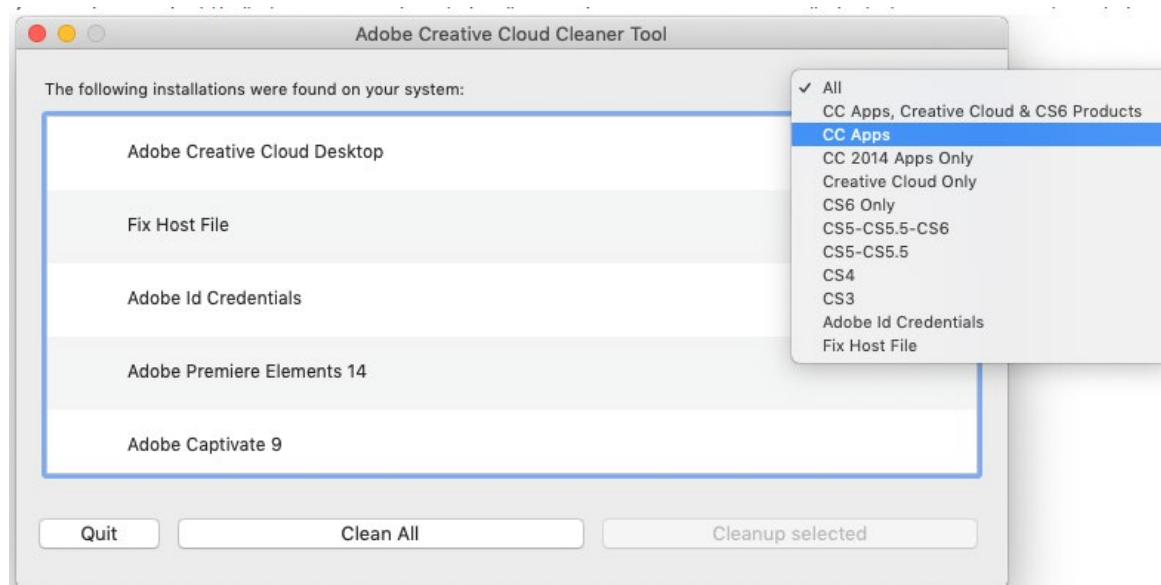 Adobe Creative Cloud Cleaner Tool
The following installations were found on your system:
Adobe Creative Cloud Desktop
Fix Host File
Adobe Id Credentials
Adobe Premiere Elements 14
Adobe Captivate 9
✓ All
CC Apps, Creative Cloud & CS6 Products
CC Apps
CC 2014 Apps Only
Creative Cloud Only
CS6 Only
CS5-CS5.5-CS6
CS5-CS5.5
CS4
CS3
Adobe Id Credentials
Fix Host File
Quit
Clean All
Cleanup selected